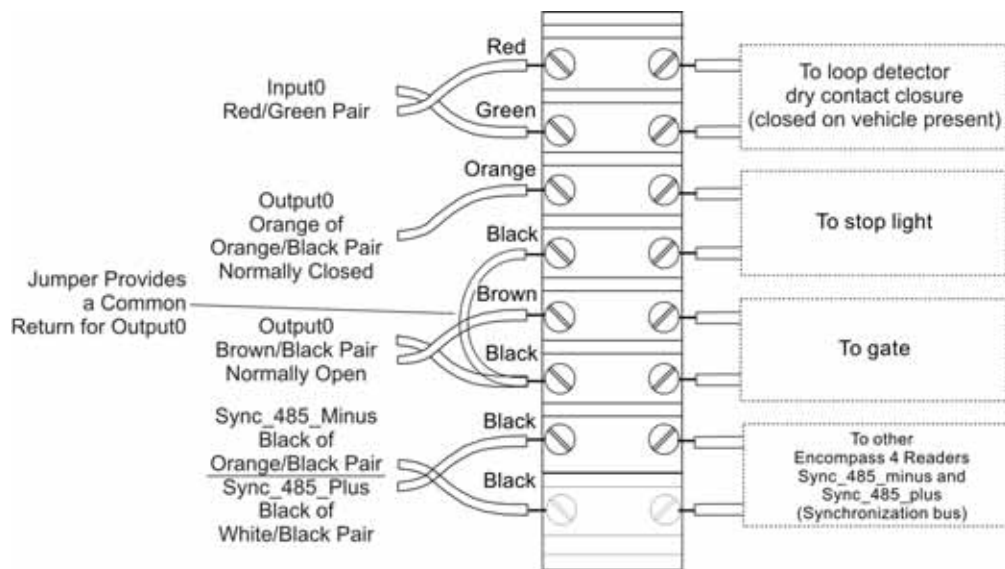 Red
Input0
Red/Green Pair
Green
To loop detector
dry contact closure
(closed on vehicle present)
Orange
Output0
Orange of
Orange/Black Pair
Normally Closed
Black
To stop light
Jumper Provides
a Common
Return for Output0
Brown
Output0
Brown/Black Pair
Normally Open
Black
To gate
Sync_485_Minus
Black of
Orange/Black Pair
Black
Sync_485_Plus
Black of
White/Black Pair
Black
To other
Encompass 4 Readers
Sync_485_minus and
Sync_485_plus
(Synchronization bus)